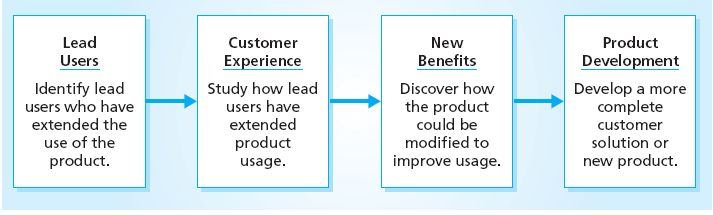 Lead
Users
Identify lead
users who have
extended the
use of the
product.
Customer
Experience
Study how lead
users have
extended
product
usage.
New
Benefits
Discover how
the product
could be
modified to
improve usage.
Product
Development
Develop a more
complete
customer
solution or
new product.